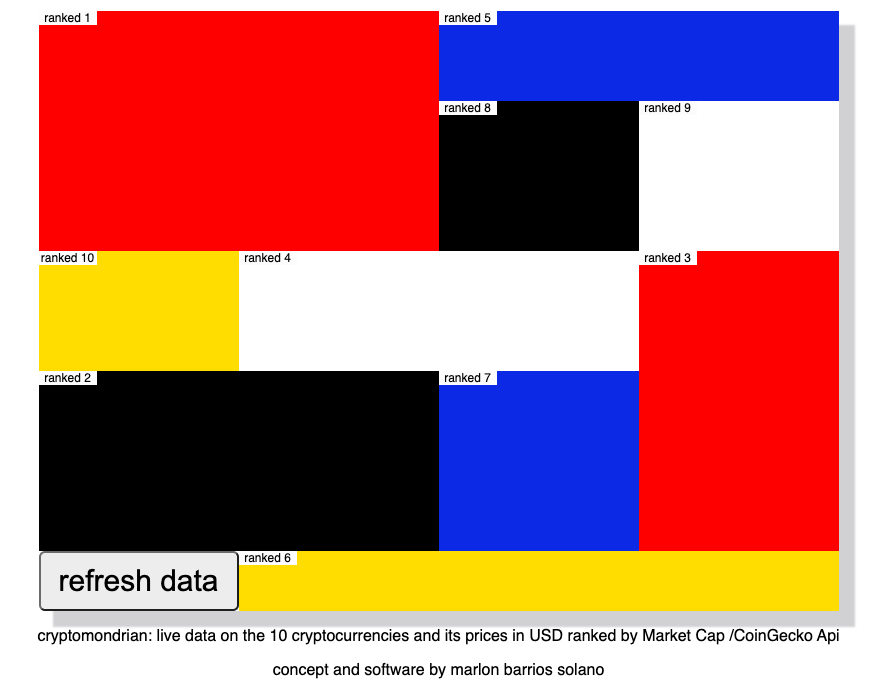 ranked 1
ranked 5
ranked 8
ranked 9
ranked 10
ranked 4
ranked 3
ranked 2
ranked 7
refresh data
ranked 6
cryptomondrian: live data on the 10 cryptocurrencies and its prices in USD ranked by Market Cap /CoinGecko Api
concept and software by marlon barrios solano